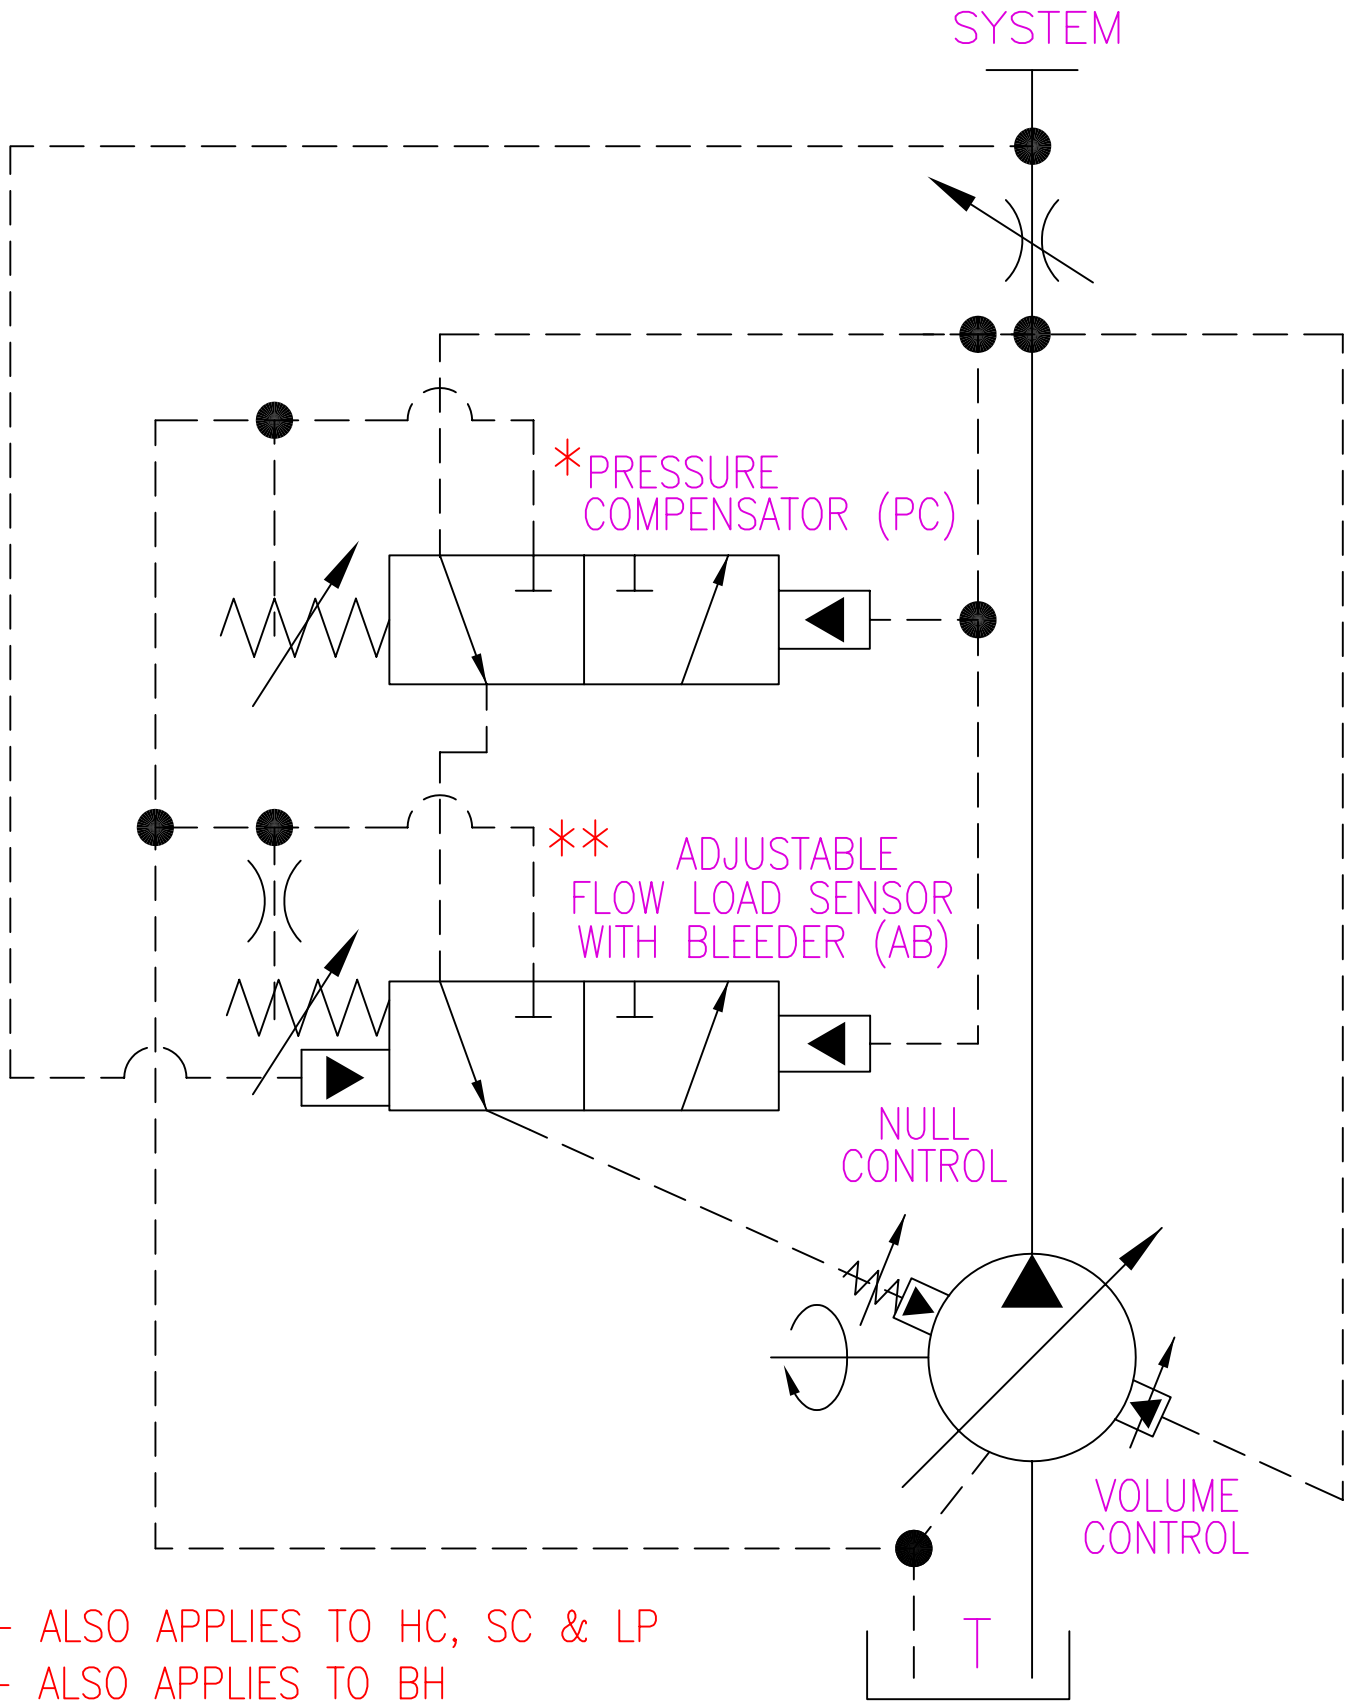 SYSTEM
* PRESSURE
COMPENSATOR (PC)
** ADJUSTABLE
FLOW LOAD SENSOR
WITH BLEEDER (AB)
NULL
CONTROL
VOLUME
CONTROL
T
- ALSO APPLIES TO HC, SC & LP
- ALSO APPLIES TO BH